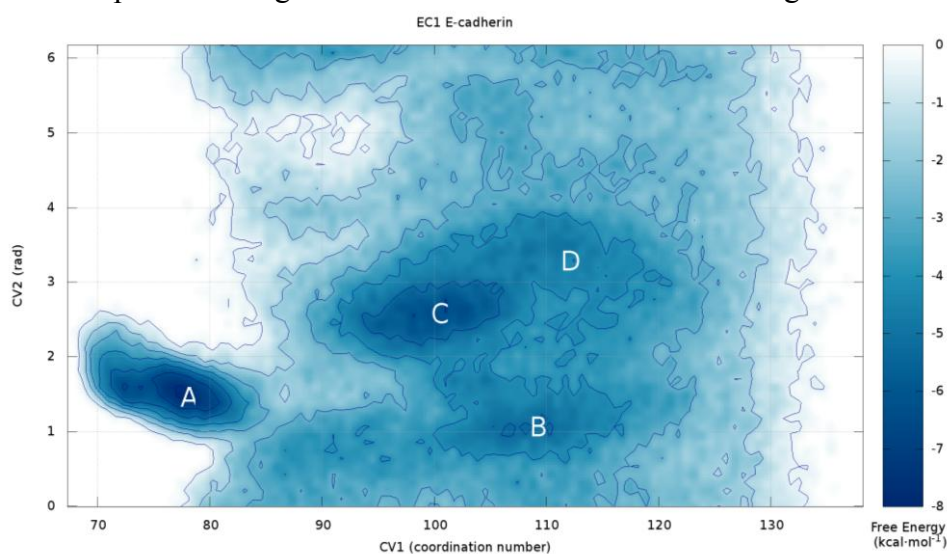 EC1 E-cadherin
6
5
4
3
2
1
0
CV2 (rad)
A
B
C
D
70 80 90 100 110 120 130
CV1 (coordination number)
0
-1
-2
-3
-4
-5
-6
-7
-8
Free Energy
(kcal·mol⁻¹)